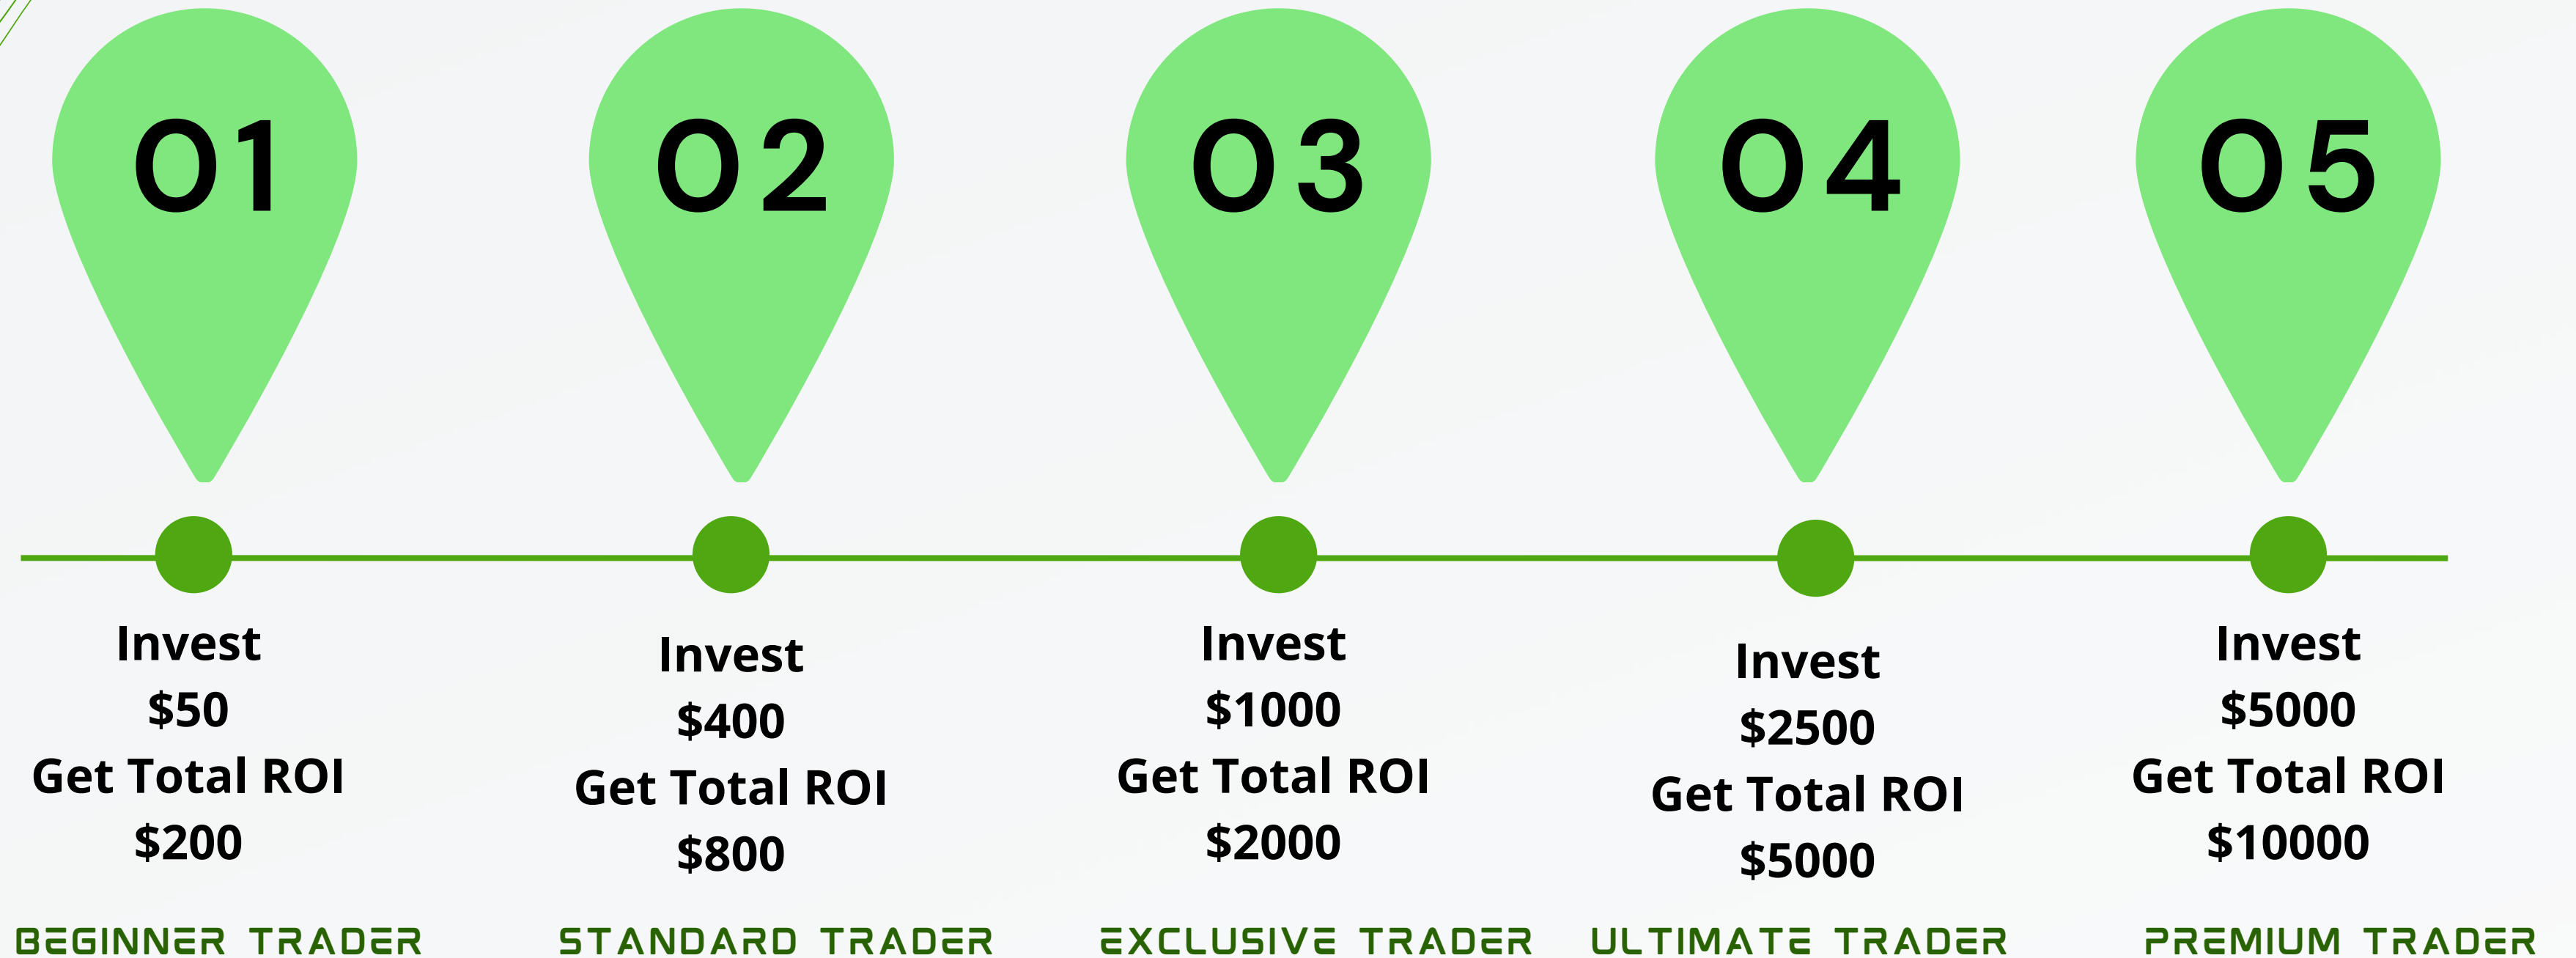 01
02
03
04
05
Invest
$50
Get Total ROI
$200
BEGINNER TRADER
Invest
$400
Get Total ROI
$800
STANDARD TRADER
Invest
$1000
Get Total ROI
$2000
EXCLUSIVE TRADER
Invest
$2500
Get Total ROI
$5000
ULTIMATE TRADER
Invest
$5000
Get Total ROI
$10000
PREMIUM TRADER